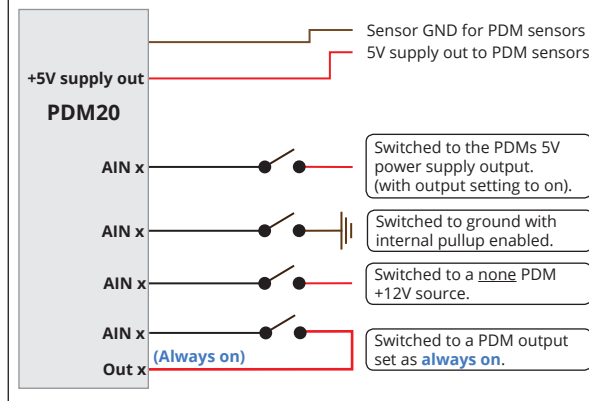 Sensor GND for PDM sensors
5V supply out to PDM sensors
+5V supply out
PDM20
AIN x
Switched to the PDMs 5V
power supply output.
(with output setting to on).
AIN x
Switched to ground with
internal pullup enabled.
AIN x
Switched to a none PDM
+12V source.
AIN x
(Always on)
Out x
Switched to a PDM output
set as always on.